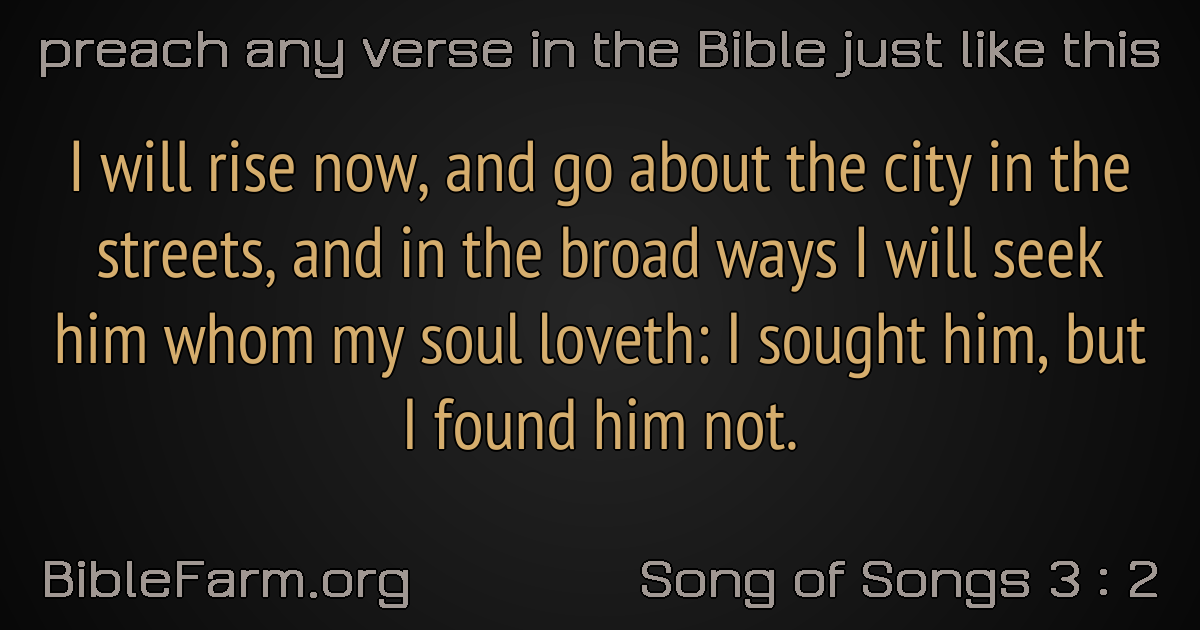 preach any verse in the Bible just like this
I will rise now, and go about the city in the
streets, and in the broad ways I will seek
him whom my soul loveth: I sought him, but
I found him not.
BibleFarm.org
Song of Songs 3 : 2